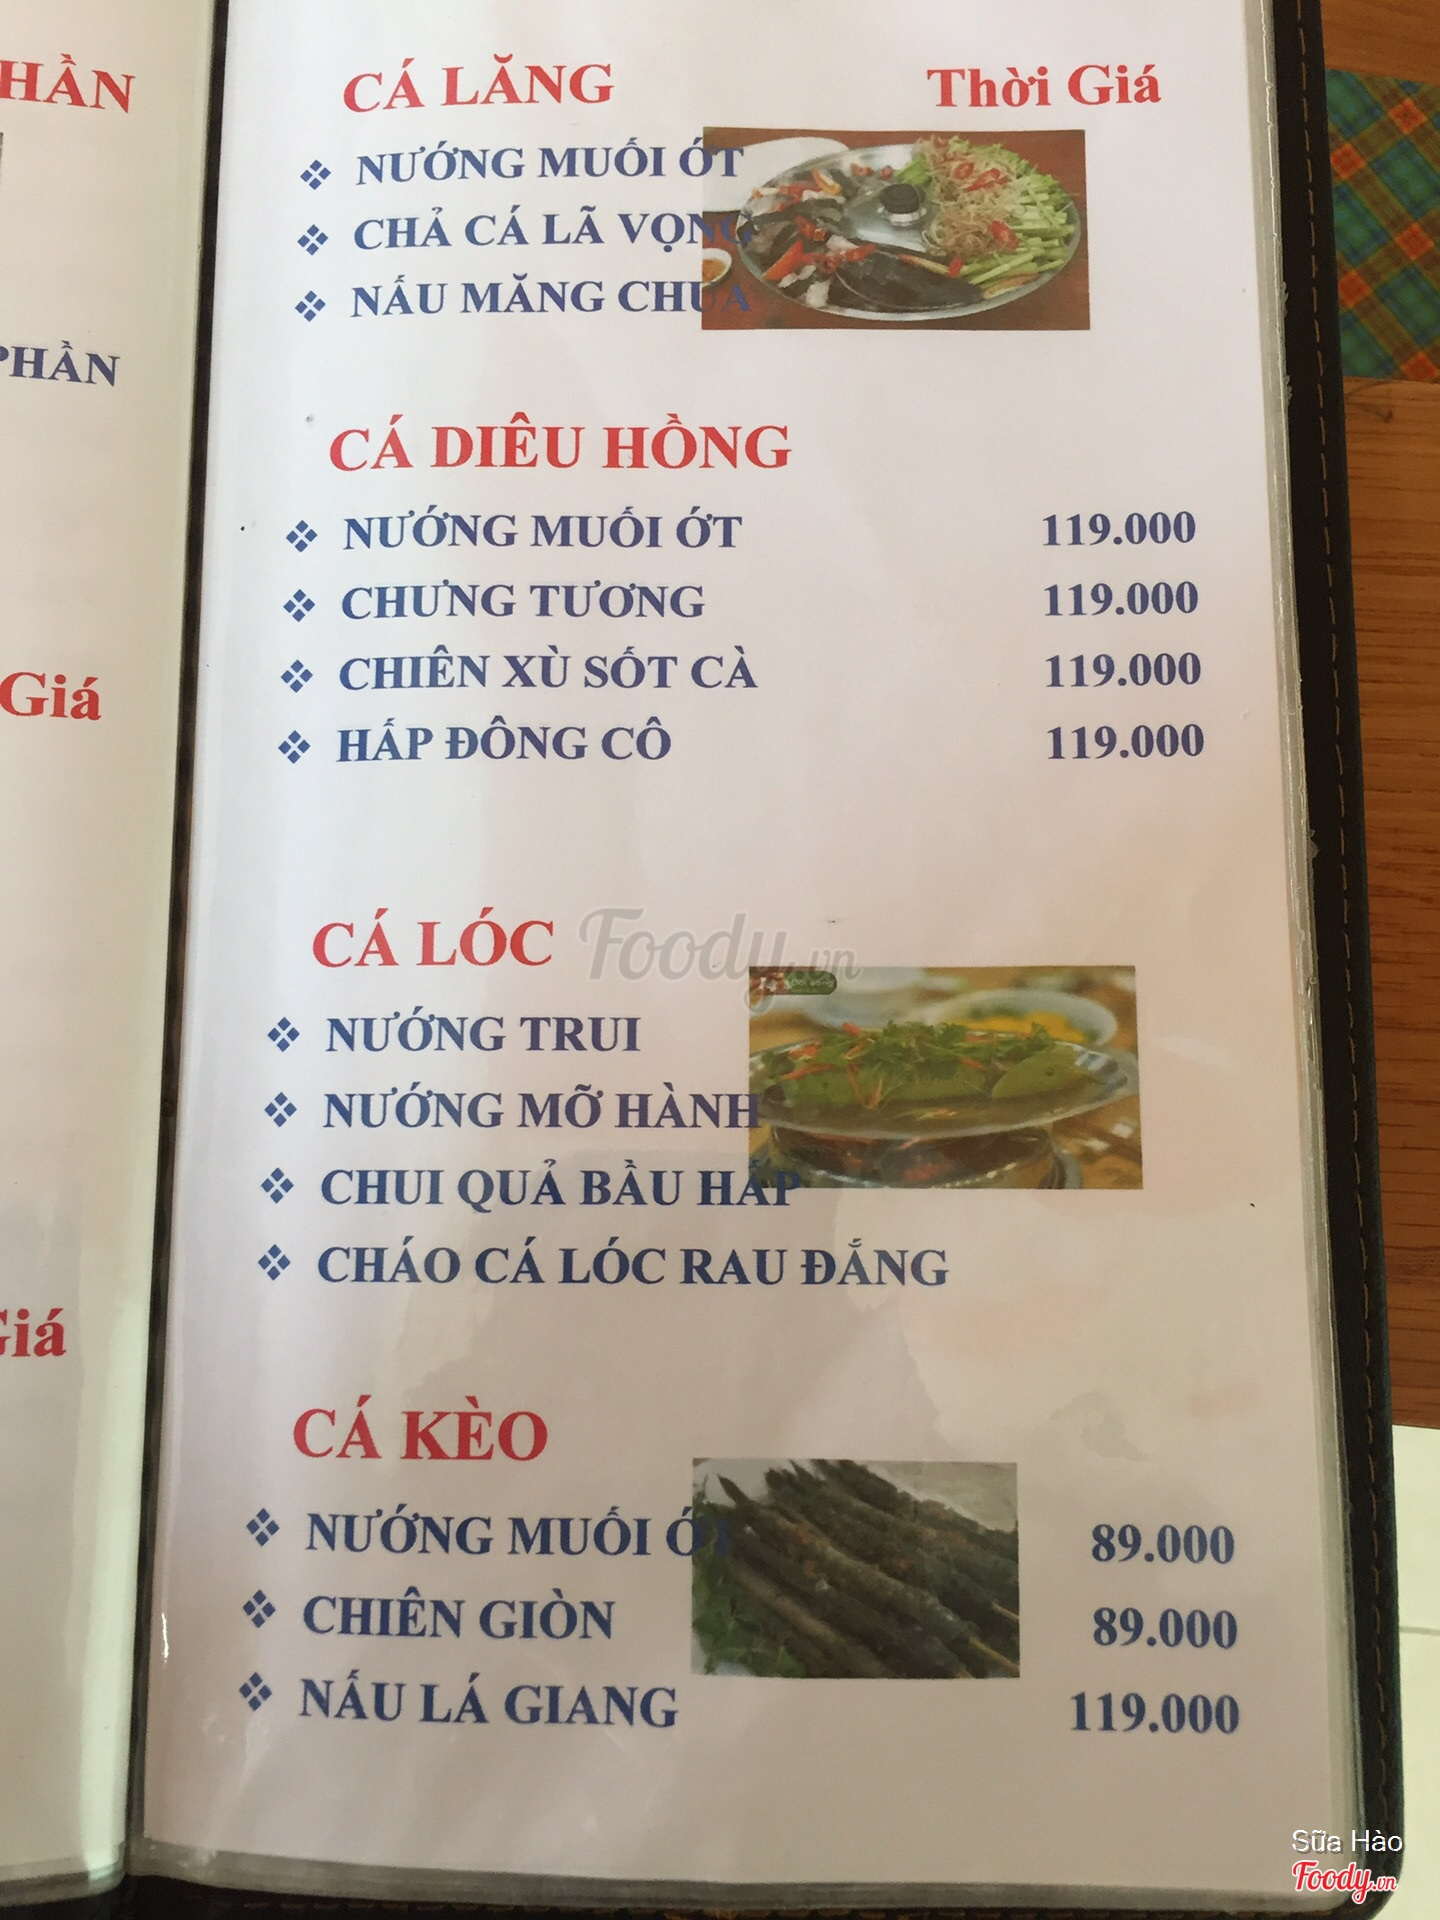 HẦN
PHẦN
Giá
Giá
CÁ LĂNG Thời Giá
❖ NƯỚNG MUỐI ỚT
❖ CHẢ CÁ LÃ VỌNG
❖ NẤU MĂNG CHUA
CÁ DIÊU HỒNG
❖ NƯỚNG MUỐI ỚT 119.000
❖ CHƯNG TƯƠNG 119.000
❖ CHIÊN XÙ SỐT CÀ 119.000
❖ HẤP ĐÔNG CÔ 119.000
CÁ LÓC
Foody.vn
❖ NƯỚNG TRUI
❖ NƯỚNG MỠ HÀNH
❖ CHUI QUẢ BẦU HẤP
❖ CHÁO CÁ LÓC RAU ĐẮNG
CÁ KÈO
❖ NƯỚNG MUỐI ỚT 89.000
❖ CHIÊN GIÒN 89.000
❖ NẤU LÁ GIANG 119.000
Sữa Hào
Foody.vn